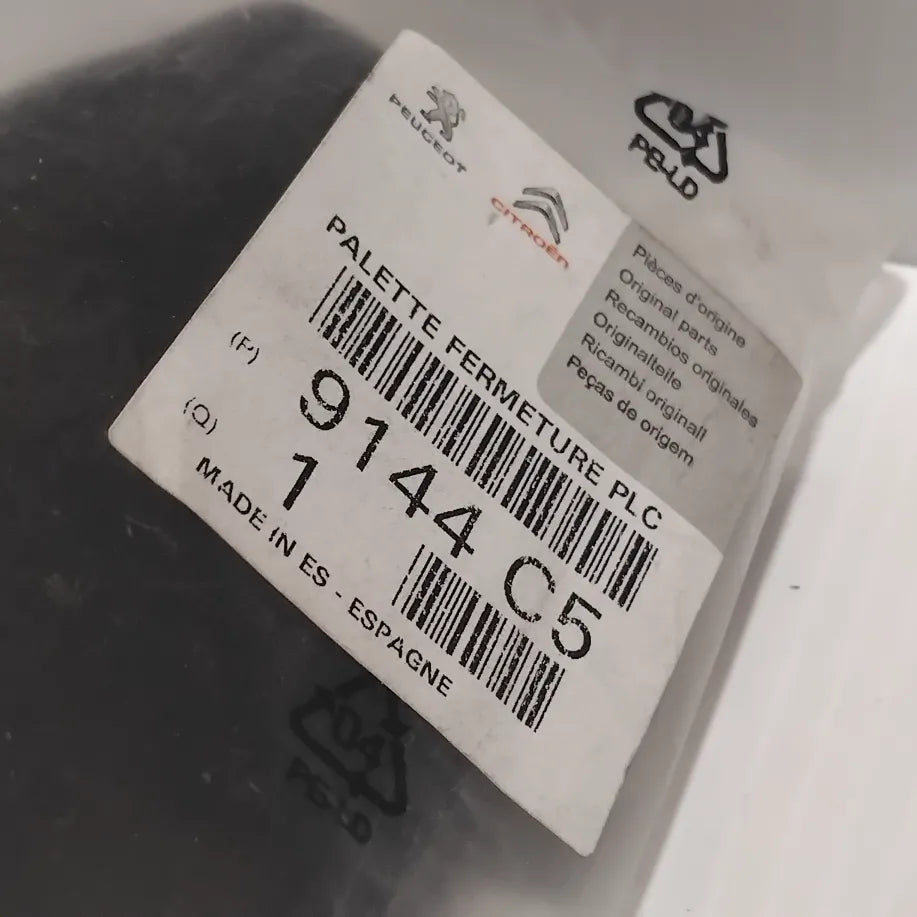 PEUGEOT
CITROËN
Pièces d'origine
Original parts
Recambios originales
Originalteile
Ricambi originali
Peças de origem
PALETTE FERMETURE PLC
(P)
9144 C5
(Q)
1
MADE IN ES - ESPAGNE
04
PE-LD
04
PE-LD